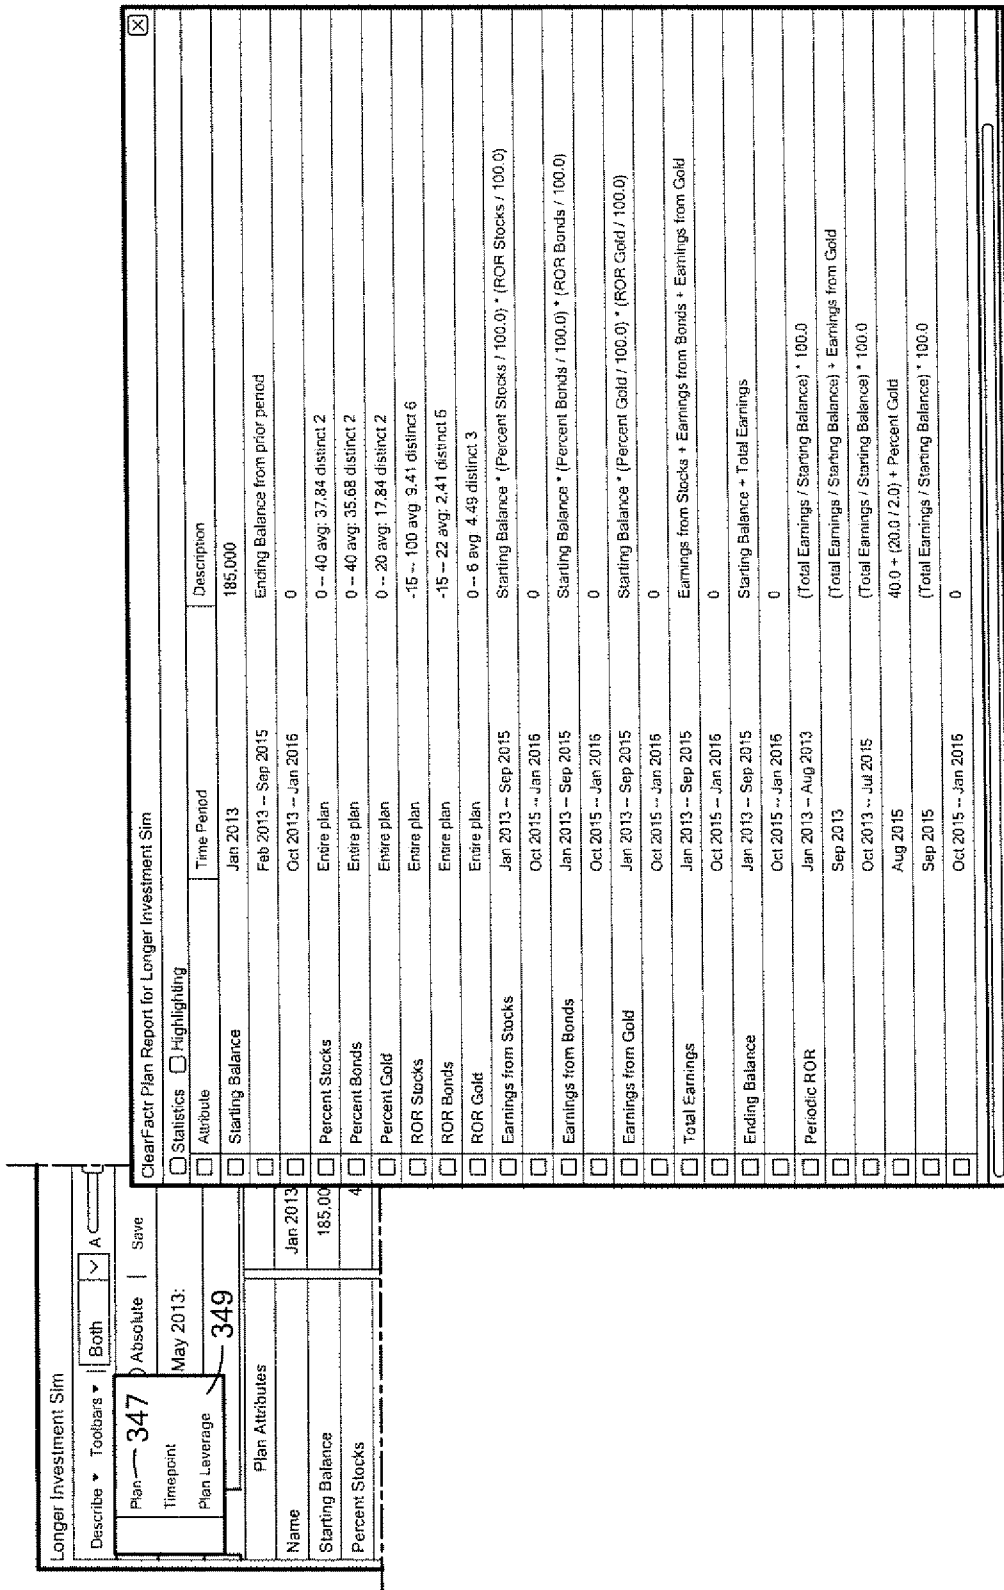 Longer Investment Sim
Describe ▾ Toolbars ▾ Both A
Plan 347 Absolute | Save
Timepoint May 2013:
Plan Leverage 349
Plan Attributes
Name Jan 2013
Starting Balance 185,00
Percent Stocks 4
ClearFactr Plan Report for Longer Investment Sim
Statistics Highlighting
Attribute Time Period Description
Starting Balance Jan 2013 185,000
Feb 2013 -- Sep 2015 Ending Balance from prior period
Oct 2013 -- Jan 2016 0
Percent Stocks Entire plan 0 -- 40 avg: 37.84 distinct 2
Percent Bonds Entire plan 0 -- 40 avg: 35.68 distinct 2
Percent Gold Entire plan 0 -- 20 avg: 17.84 distinct 2
ROR Stocks Entire plan -15 -- 100 avg: 9.41 distinct 6
ROR Bonds Entire plan -15 -- 22 avg: 2.41 distinct 5
ROR Gold Entire plan 0 -- 6 avg: 4.49 distinct 3
Earnings from Stocks Jan 2013 -- Sep 2015 Starting Balance * (Percent Stocks / 100.0) * (ROR Stocks / 100.0)
Oct 2015 -- Jan 2016 0
Earnings from Bonds Jan 2013 -- Sep 2015 Starting Balance * (Percent Bonds / 100.0) * (ROR Bonds / 100.0)
Oct 2015 -- Jan 2016 0
Earnings from Gold Jan 2013 -- Sep 2015 Starting Balance * (Percent Gold / 100.0) * (ROR Gold / 100.0)
Oct 2015 -- Jan 2016 0
Total Earnings Jan 2013 -- Sep 2015 Earnings from Stocks + Earnings from Bonds + Earnings from Gold
Oct 2015 -- Jan 2016 0
Ending Balance Jan 2013 -- Sep 2015 Starting Balance + Total Earnings
Oct 2015 -- Jan 2016 0
Periodic ROR Jan 2013 -- Aug 2013 (Total Earnings / Starting Balance) * 100.0
Sep 2013 (Total Earnings / Starting Balance) + Earnings from Gold
Oct 2013 -- Jul 2015 (Total Earnings / Starting Balance) * 100.0
Aug 2015 40.0 + (20.0 / 2.0) + Percent Gold
Sep 2015 (Total Earnings / Starting Balance) * 100.0
Oct 2015 -- Jan 2016 0